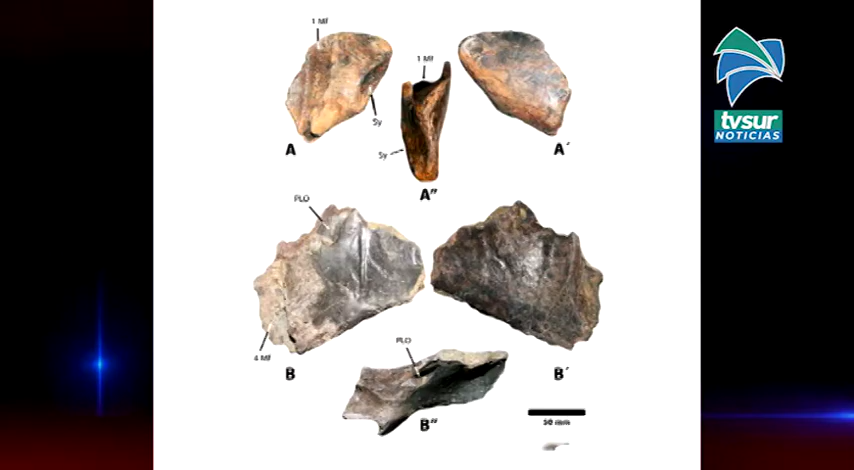 1 Mf
1 Mf
Sy
Sy
A
A´
A"
PLO
4 Mf
PLO
B
B´
B"
50 mm
tvsur
NOTICIAS